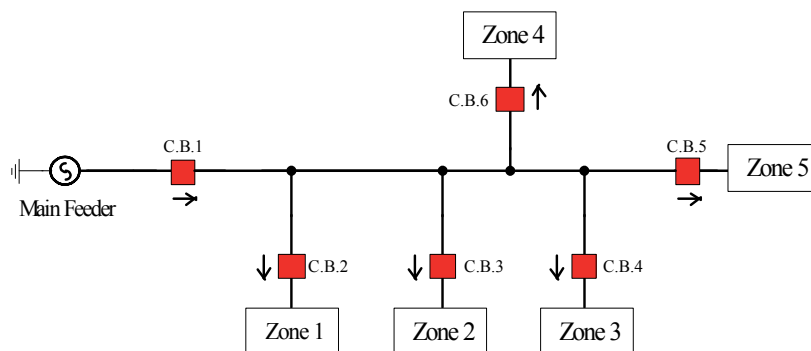 Zone 4
C.B.6
C.B.1
C.B.5
Zone 5
Main Feeder
C.B.2
C.B.3
C.B.4
Zone 1
Zone 2
Zone 3